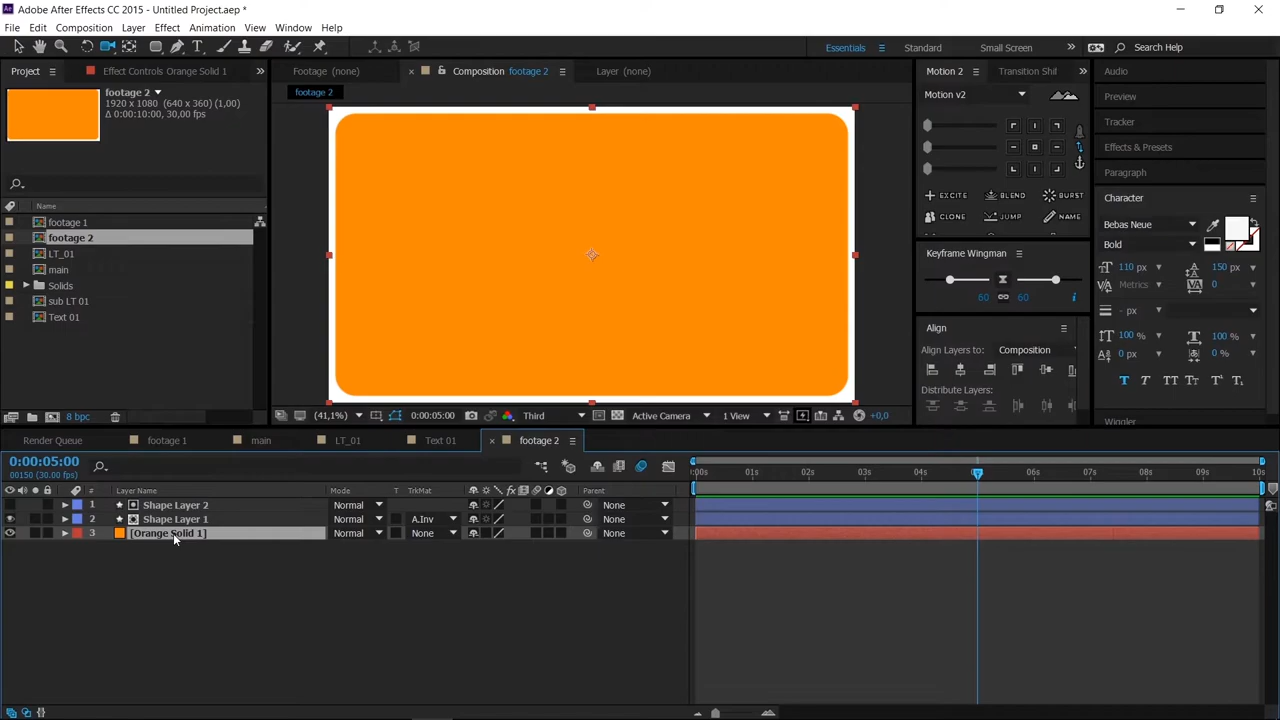 Adobe After Effects CC 2015 - Untitled Project.aep *
File Edit Composition Layer Effect Animation View Window Help
Essentials Standard Small Screen Search Help
Project Effect Controls Orange Solid 1 Footage (none) Composition footage 2 Layer (none) Motion 2 Transition Shif Audio
footage 2
1920 x 1080 (640 x 360) (1,00)
Δ 0:00:10:00, 30,00 fps
footage 2
Motion v2
Preview
Tracker
Effects & Presets
Paragraph
Character
Name
footage 1
footage 2
LT_01
main
Solids
sub LT 01
Text 01
EXCITE BLEND BURST
CLONE JUMP NAME
Keyframe Wingman
60 60
Align
Align Layers to: Composition
Distribute Layers:
Bebas Neue
Bold
110 px 150 px
Metrics 0
- px
100 % 100 %
0 px 0 %
T T TT Tt T¹ T₁
Wiggler
8 bpc (41,1%) 0:00:05:00 Third Active Camera 1 View +0,0
Render Queue footage 1 main LT_01 Text 01 footage 2
0:00:05:00
00150 (30.00 fps)
# Layer Name Mode T TrkMat Parent
:00s 01s 02s 03s 04s 06s 07s 08s 09s 10s
1 Shape Layer 2 Normal None
2 Shape Layer 1 Normal A.Inv None
3 [Orange Solid 1] Normal None None